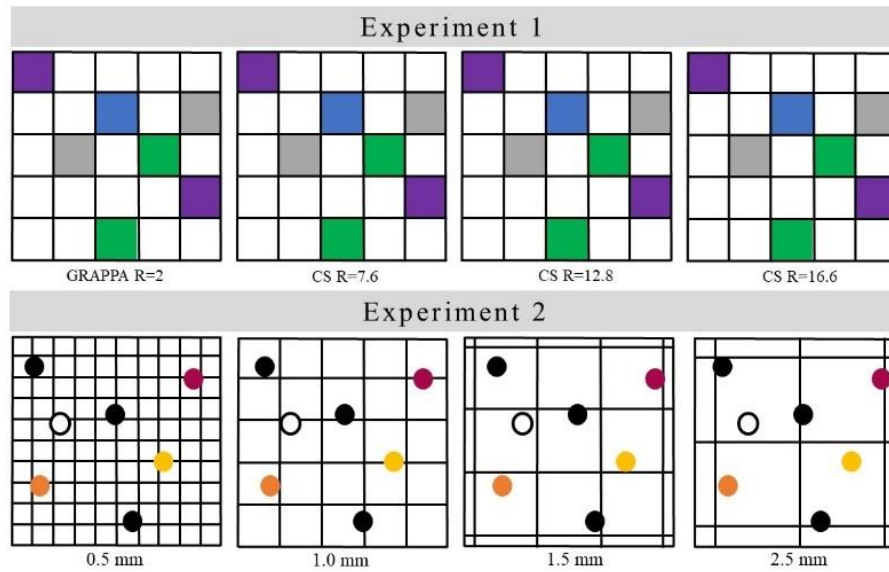 Experiment 1
GRAPPA R=2 CS R=7.6 CS R=12.8 CS R=16.6
Experiment 2
0.5 mm 1.0 mm 1.5 mm 2.5 mm